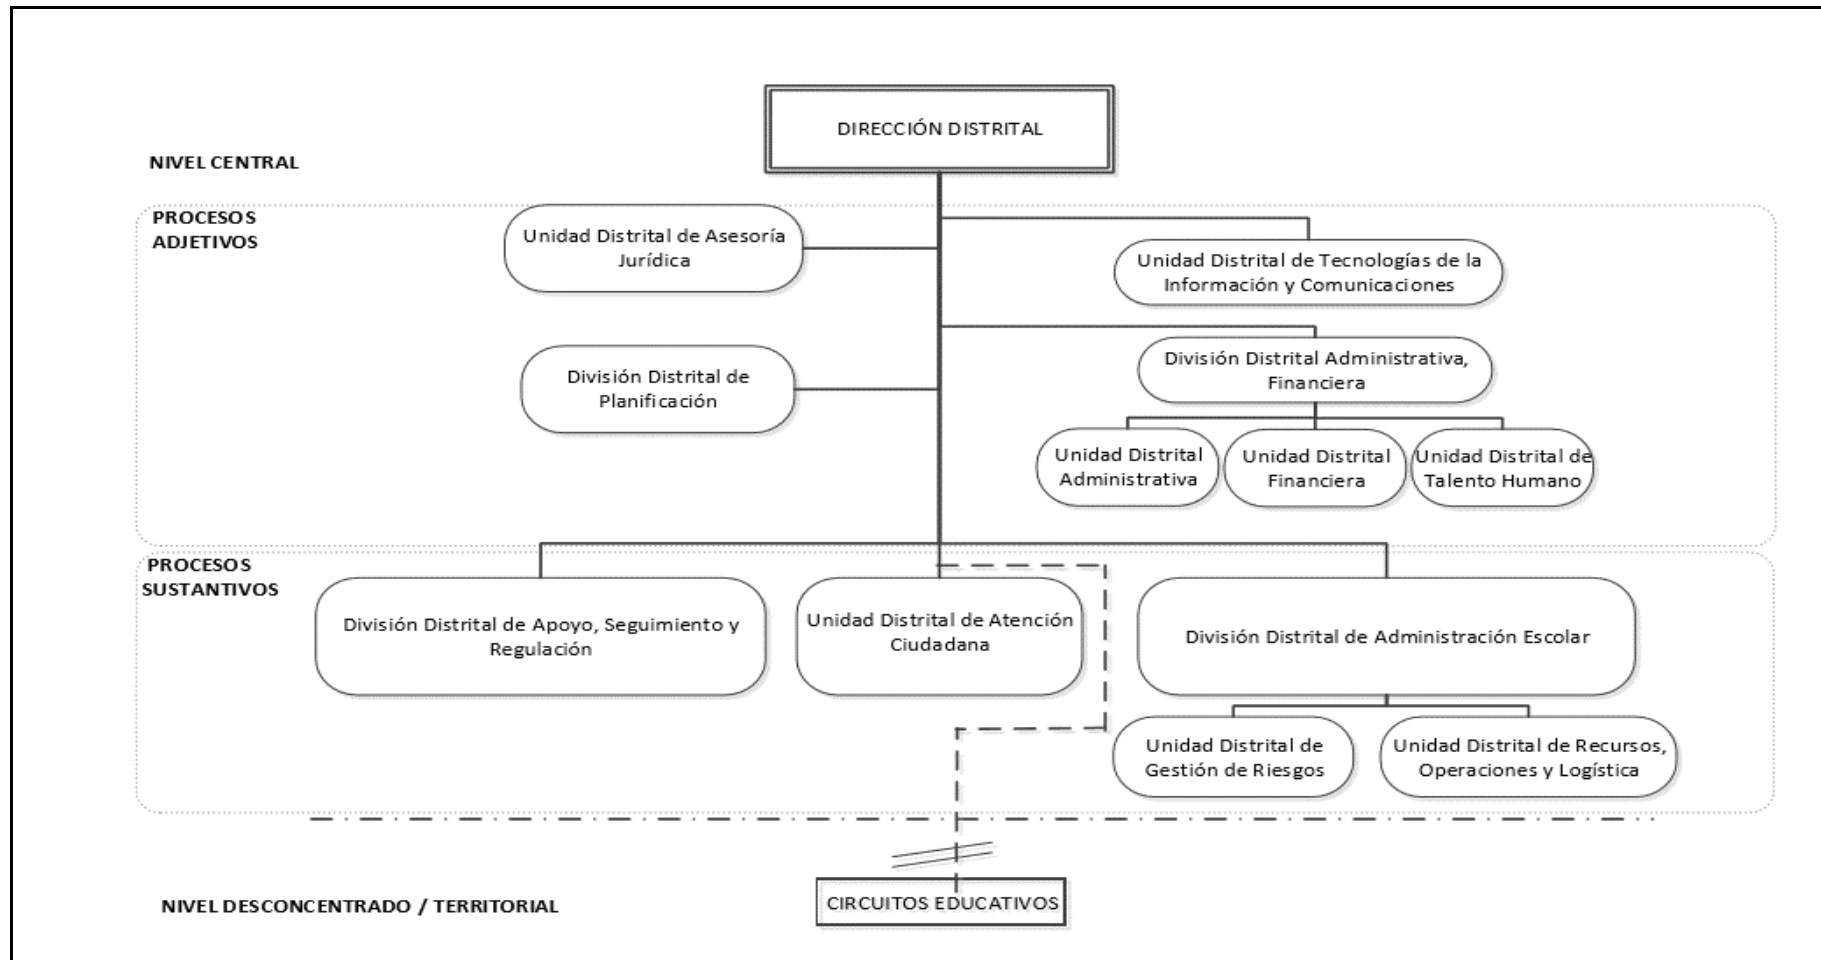 DIRECCIÓN DISTRITAL
NIVEL CENTRAL
PROCESOS
ADJETIVOS
Unidad Distrital de Asesoría
Jurídica
Unidad Distrital de Tecnologías de la
Información y Comunicaciones
División Distrital Administrativa,
Financiera
División Distrital de
Planificación
Unidad Distrital
Administrativa
Unidad Distrital
Financiera
Unidad Distrital de
Talento Humano
PROCESOS
SUSTANTIVOS
División Distrital de Apoyo, Seguimiento y
Regulación
Unidad Distrital de Atención
Ciudadana
División Distrital de Administración Escolar
Unidad Distrital de
Gestión de Riesgos
Unidad Distrital de Recursos,
Operaciones y Logística
NIVEL DESCONCENTRADO / TERRITORIAL
CIRCUITOS EDUCATIVOS